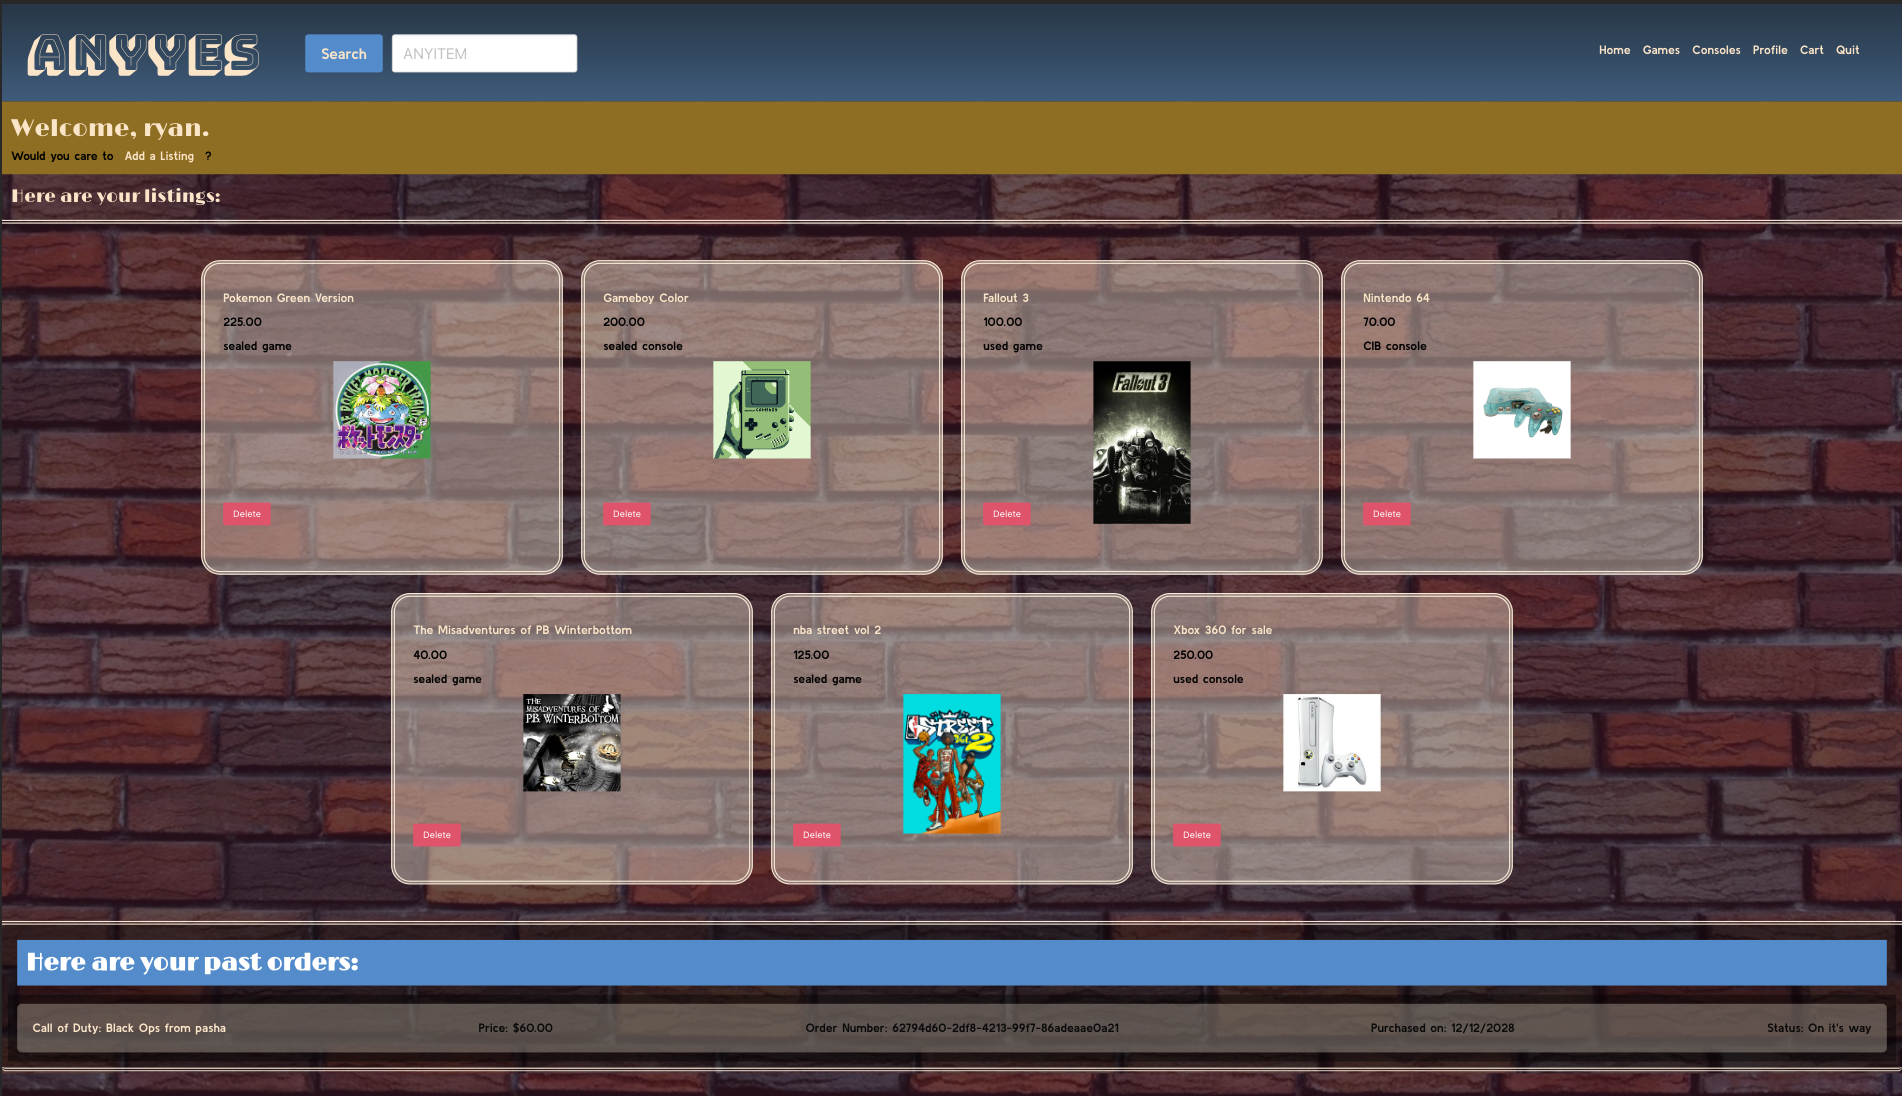 ANYYES
Search ANYITEM
Home Games Consoles Profile Cart Quit
Welcome, ryan.
Would you care to Add a Listing ?
Here are your listings:
Pokemon Green Version
225.00
sealed game
ポケットモンスター
Delete
Gameboy Color
200.00
sealed console
GAMEBOY
Delete
Fallout 3
100.00
used game
Fallout 3
Delete
Nintendo 64
70.00
CIB console
Delete
The Misadventures of PB Winterbottom
40.00
sealed game
THE
MISADVENTURES OF
PB WINTERBOTTOM
Delete
nba street vol 2
125.00
sealed game
STREET
Vol 2
Delete
Xbox 360 for sale
250.00
used console
Delete
Here are your past orders:
Call of Duty: Black Ops from pasha Price: $60.00 Order Number: 62794d60-2df8-4213-99f7-86adeaae0a21 Purchased on: 12/12/2028 Status: On it's way